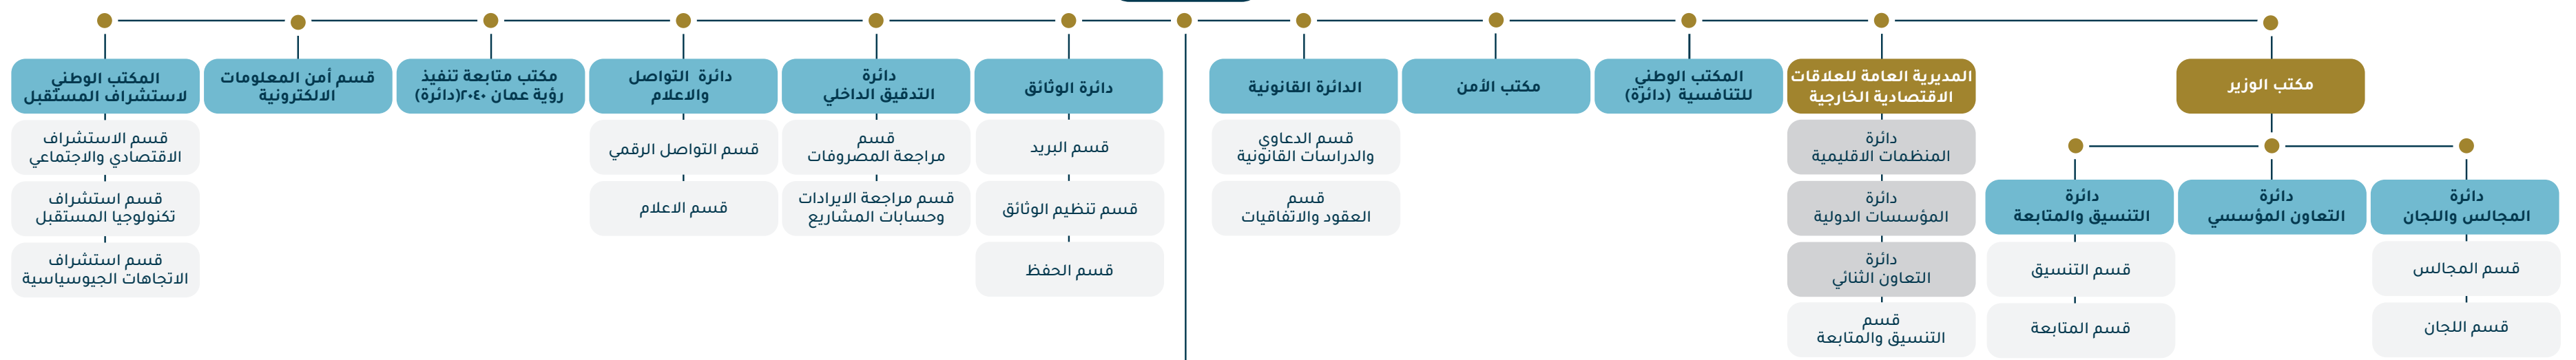 مكتب الوزير
دائرة
المجالس واللجان
قسم المجالس
قسم اللجان
دائرة
التعاون المؤسسي
دائرة
التنسيق والمتابعة
قسم التنسيق
قسم المتابعة
المديرية العامة للعلاقات
الاقتصادية الخارجية
دائرة
المنظمات الاقليمية
دائرة
المؤسسات الدولية
دائرة
التعاون الثنائي
قسم
التنسيق والمتابعة
المكتب الوطني
للتنافسية (دائرة)
مكتب الأمن
الدائرة القانونية
قسم الدعاوي
والدراسات القانونية
قسم
العقود والاتفاقيات
دائرة الوثائق
قسم البريد
قسم تنظيم الوثائق
قسم الحفظ
دائرة
التدقيق الداخلي
قسم
مراجعة المصروفات
قسم مراجعة الايرادات
وحسابات المشاريع
دائرة التواصل
والاعلام
قسم التواصل الرقمي
قسم الاعلام
مكتب متابعة تنفيذ
رؤية عمان ٢٠٤٠(دائرة)
قسم أمن المعلومات
الالكترونية
المكتب الوطني
لاستشراف المستقبل
قسم الاستشراف
الاقتصادي والاجتماعي
قسم استشراف
تكنولوجيا المستقبل
قسم استشراف
الاتجاهات الجيوسياسية